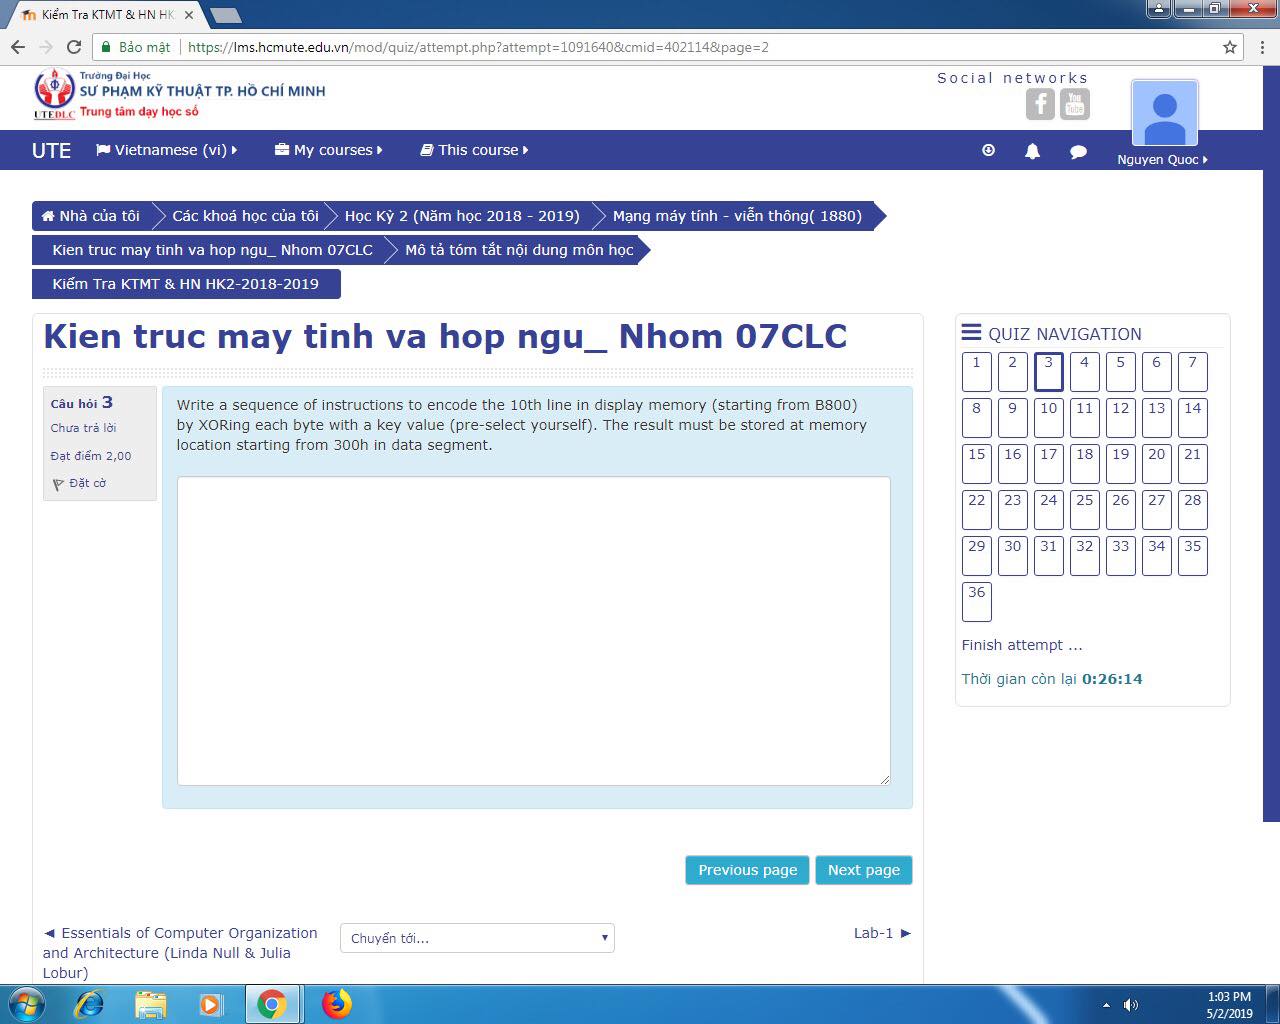 Kiểm Tra KTMT & HN HK
Bảo mật
https://lms.hcmute.edu.vn/mod/quiz/attempt.php?attempt=1091640&cmid=402114&page=2
Trường Đại Học
SƯ PHẠM KỸ THUẬT TP. HỒ CHÍ MINH
UTEDLC Trung tâm dạy học số
Social networks
You
Tube
UTE
Vietnamese (vi)
My courses
This course
Nguyen Quoc
Nhà của tôi
Các khoá học của tôi
Học Kỳ 2 (Năm học 2018 - 2019)
Mạng máy tính - viễn thông( 1880)
Kien truc may tinh va hop ngu_ Nhom 07CLC
Mô tả tóm tắt nội dung môn học
Kiểm Tra KTMT & HN HK2-2018-2019
Kien truc may tinh va hop ngu_ Nhom 07CLC
Câu hỏi 3
Chưa trả lời
Đạt điểm 2,00
Đặt cờ
Write a sequence of instructions to encode the 10th line in display memory (starting from B800)
by XORing each byte with a key value (pre-select yourself). The result must be stored at memory
location starting from 300h in data segment.
Previous page
Next page
◄ Essentials of Computer Organization
and Architecture (Linda Null & Julia
Lobur)
Chuyển tới...
Lab-1 ►
QUIZ NAVIGATION
1 2 3 4 5 6 7
8 9 10 11 12 13 14
15 16 17 18 19 20 21
22 23 24 25 26 27 28
29 30 31 32 33 34 35
36
Finish attempt ...
Thời gian còn lại 0:26:14
1:03 PM
5/2/2019